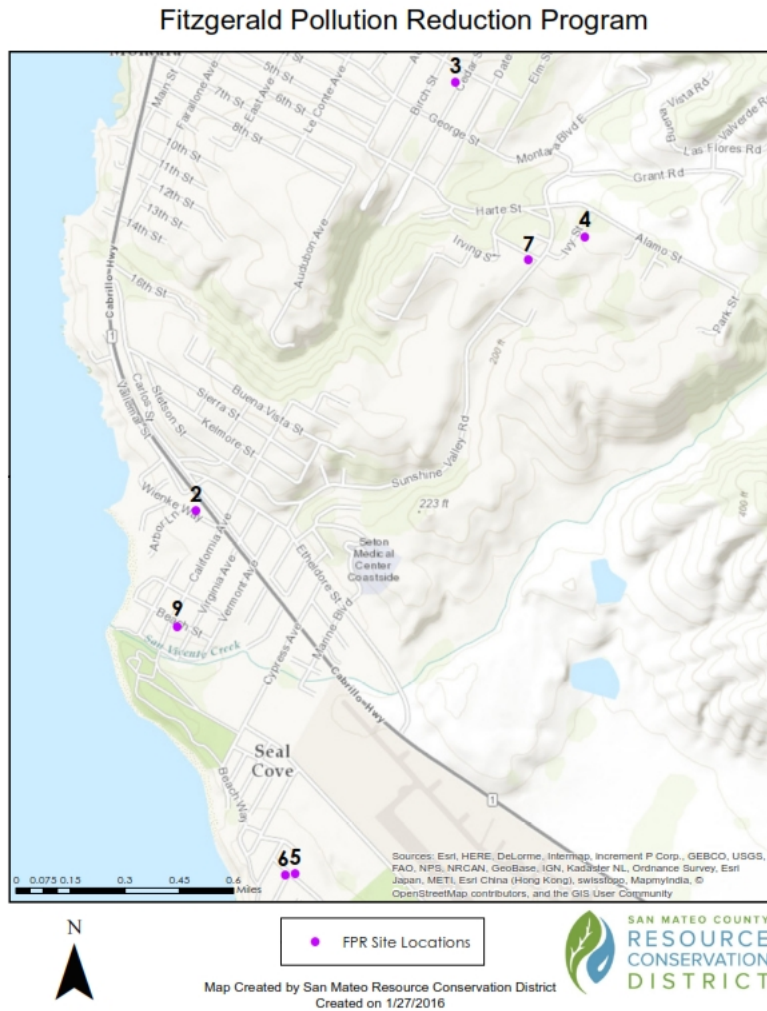 Fitzgerald Pollution Reduction Program
3
Main St
Farallone Ave
5th St
6th St
7th St
8th St
East Ave
Le Conte Ave
Birch St
Cedar St
Date
Elm St
George St
Montara Blvd E
Vista Rd
Buena
Valverde R
Las Flores Rd
Grant Rd
10th St
11th St
12th St
13th St
14th St
16th St
Harte St
Irving St
Ivy St
4
7
Alamo St
Park St
Audubon Ave
Cabrillo Hwy
1
200 ft
Carlos St
Vallemar St
Stetson St
Sierra St
Kelmore St
Buena Vista St
Sunshine Valley Rd
223 ft
400 ft
2
Wienke Way
Arbor Ln
California Ave
Virginia Ave
Vermont Ave
Etheldore St
Seton
Medical
Center
Coastside
9
Beach St
San Vicente Creek
Cypress Ave
Marine Blvd
Cabrillo Hwy
Seal
Cove
1
Beach Way
65
0 0.075 0.15 0.3 0.45 0.6
Miles
Sources: Esri, HERE, DeLorme, Intermap, increment P Corp., GEBCO, USGS,
FAO, NPS, NRCAN, GeoBase, IGN, Kadaster NL, Ordnance Survey, Esri
Japan, METI, Esri China (Hong Kong), swisstopo, MapmyIndia, ©
OpenStreetMap contributors, and the GIS User Community
N
FPR Site Locations
Map Created by San Mateo Resource Conservation District
Created on 1/27/2016
SAN MATEO COUNTY
RESOURCE
CONSERVATION
DISTRICT